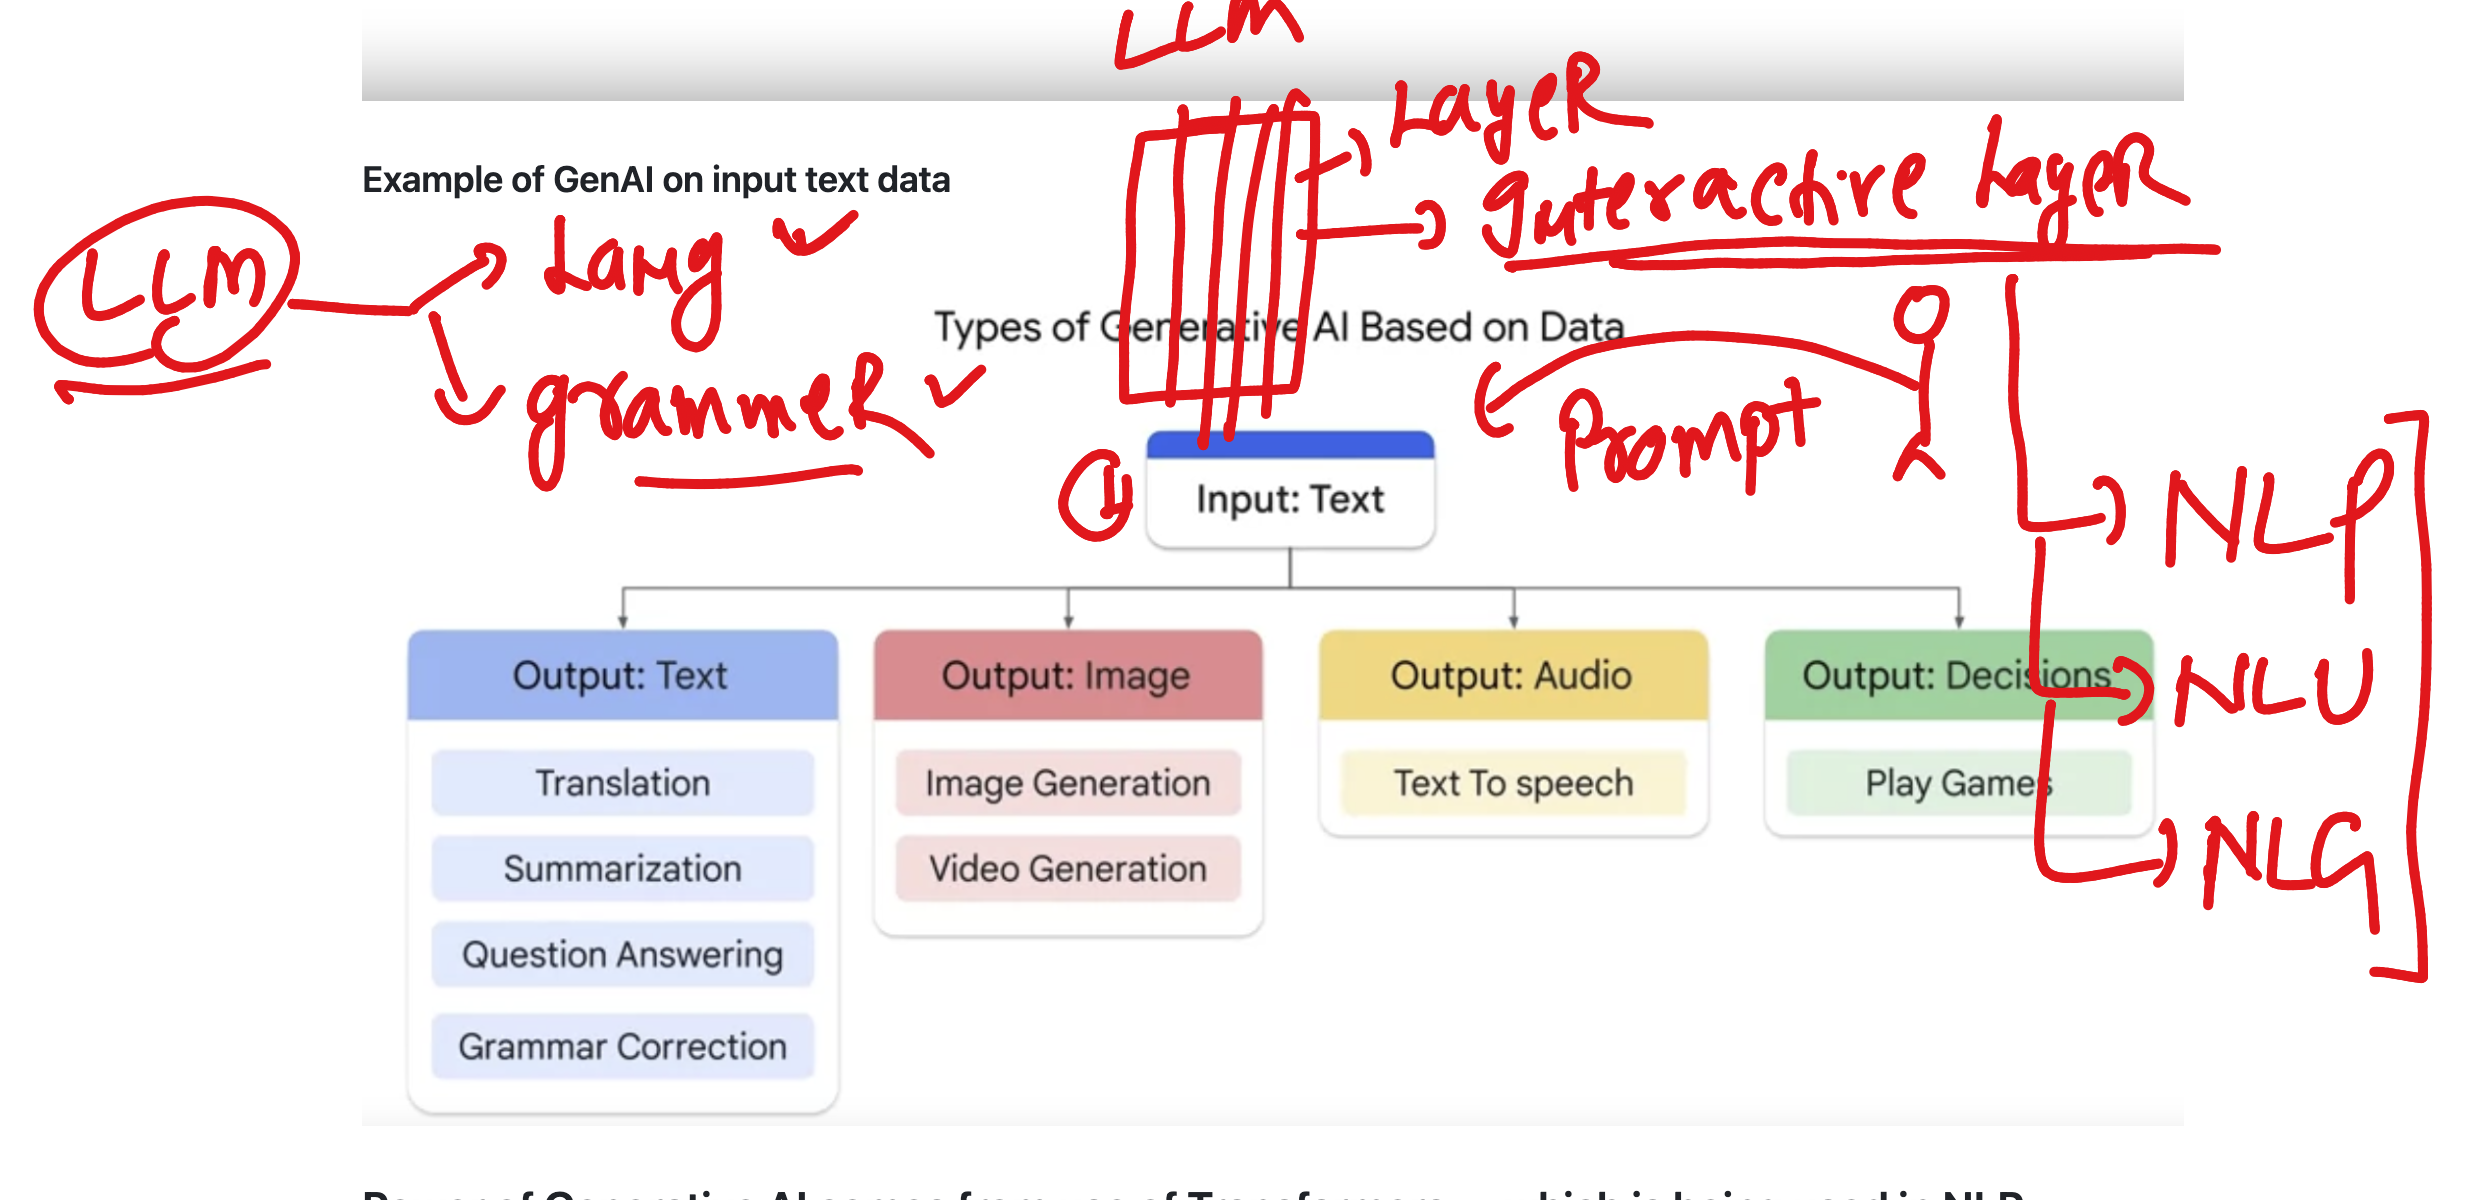 LLM
Layer
Example of GenAI on input text data
Interactive Layer
LLM
Lang
Types of Generative AI Based on Data
grammer
Prompt
Input: Text
NLP
Output: Text
Output: Image
Output: Audio
Output: Decisions
NLU
Translation
Image Generation
Text To speech
Play Games
Summarization
Video Generation
NLG
Question Answering
Grammar Correction